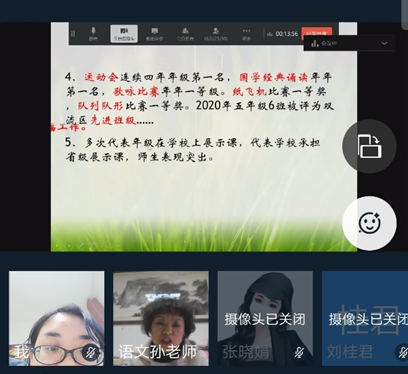 00:13:56
4、运动会连续四年年级第一名，国学经典诵读年年
第一名，歌咏比赛年年一等级。纸飞机比赛一等奖
，队列队形比赛一等奖。2020年五年级6班被评为双
流区先进班级……
工作。
5、多次代表年级在学校上展示课，代表学校承担
省级展示课，师生表现突出。
我
语文孙老师
摄像头已关闭
张晓婧
摄像头已关闭
桂君
刘桂君